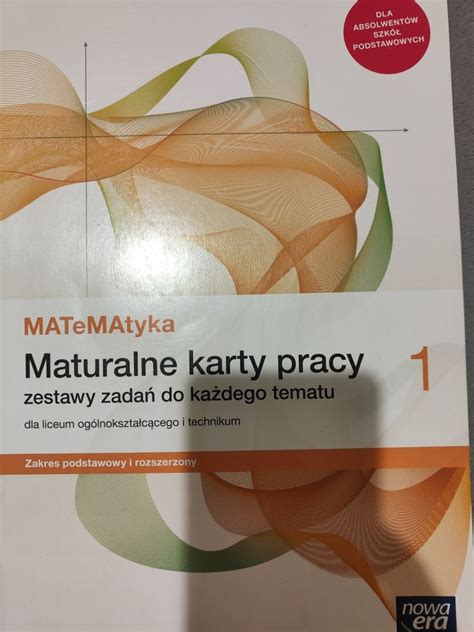 DLA
ABSOLWENTÓW
SZKÓŁ
PODSTAWOWYCH
MATeMAtyka
Maturalne karty pracy 1
zestawy zadań do każdego tematu
dla liceum ogólnokształcącego i technikum
Zakres podstawowy i rozszerzony
nowa
era